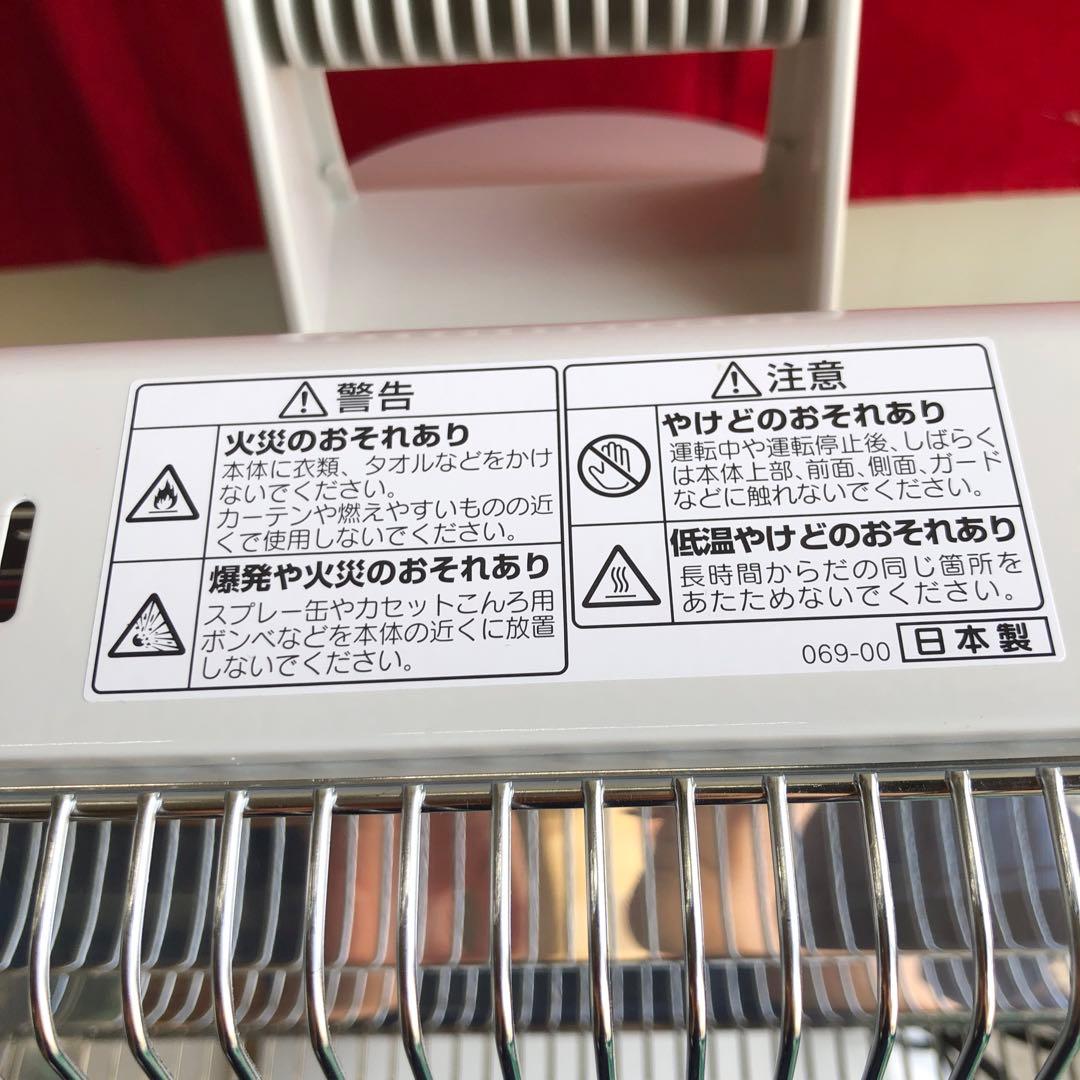 警告
火災のおそれあり
本体に衣類、タオルなどをかけ
ないでください。
カーテンや燃えやすいものの近
くで使用しないでください。
爆発や火災のおそれあり
スプレー缶やカセットこんろ用
ボンベなどを本体の近くに放置
しないでください。
注意
やけどのおそれあり
運転中や運転停止後、しばらく
は本体上部、前面、側面、ガード
などに触れないでください。
低温やけどのおそれあり
長時間からだの同じ箇所を
あたためないでください。
069-00 日本製